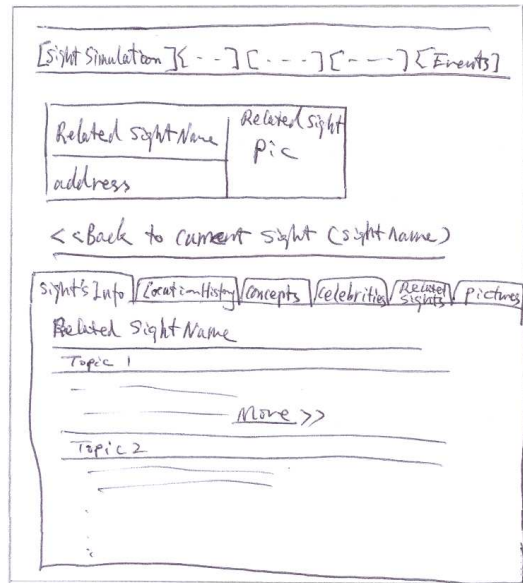 [Sight Simulation] [--] [---] [---] [Events]
Related Sight Name
Related Sight
Pic
address
<<Back to current sight (sight name)
Sight's Info Location History Concepts Celebrities Related Sights Pictures
Related Sight Name
Topic 1
More >>
Topic 2